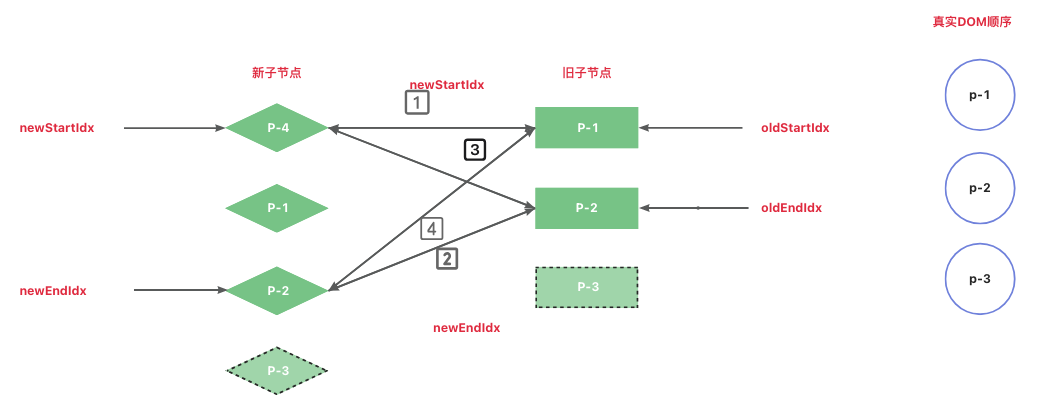 真实DOM顺序
新子节点
旧子节点
newStartIdx
p-1
1
newStartIdx
P-4
P-1
oldStartIdx
3
p-2
P-1
P-2
oldEndIdx
4
2
p-3
newEndIdx
P-2
P-3
newEndIdx
P-3